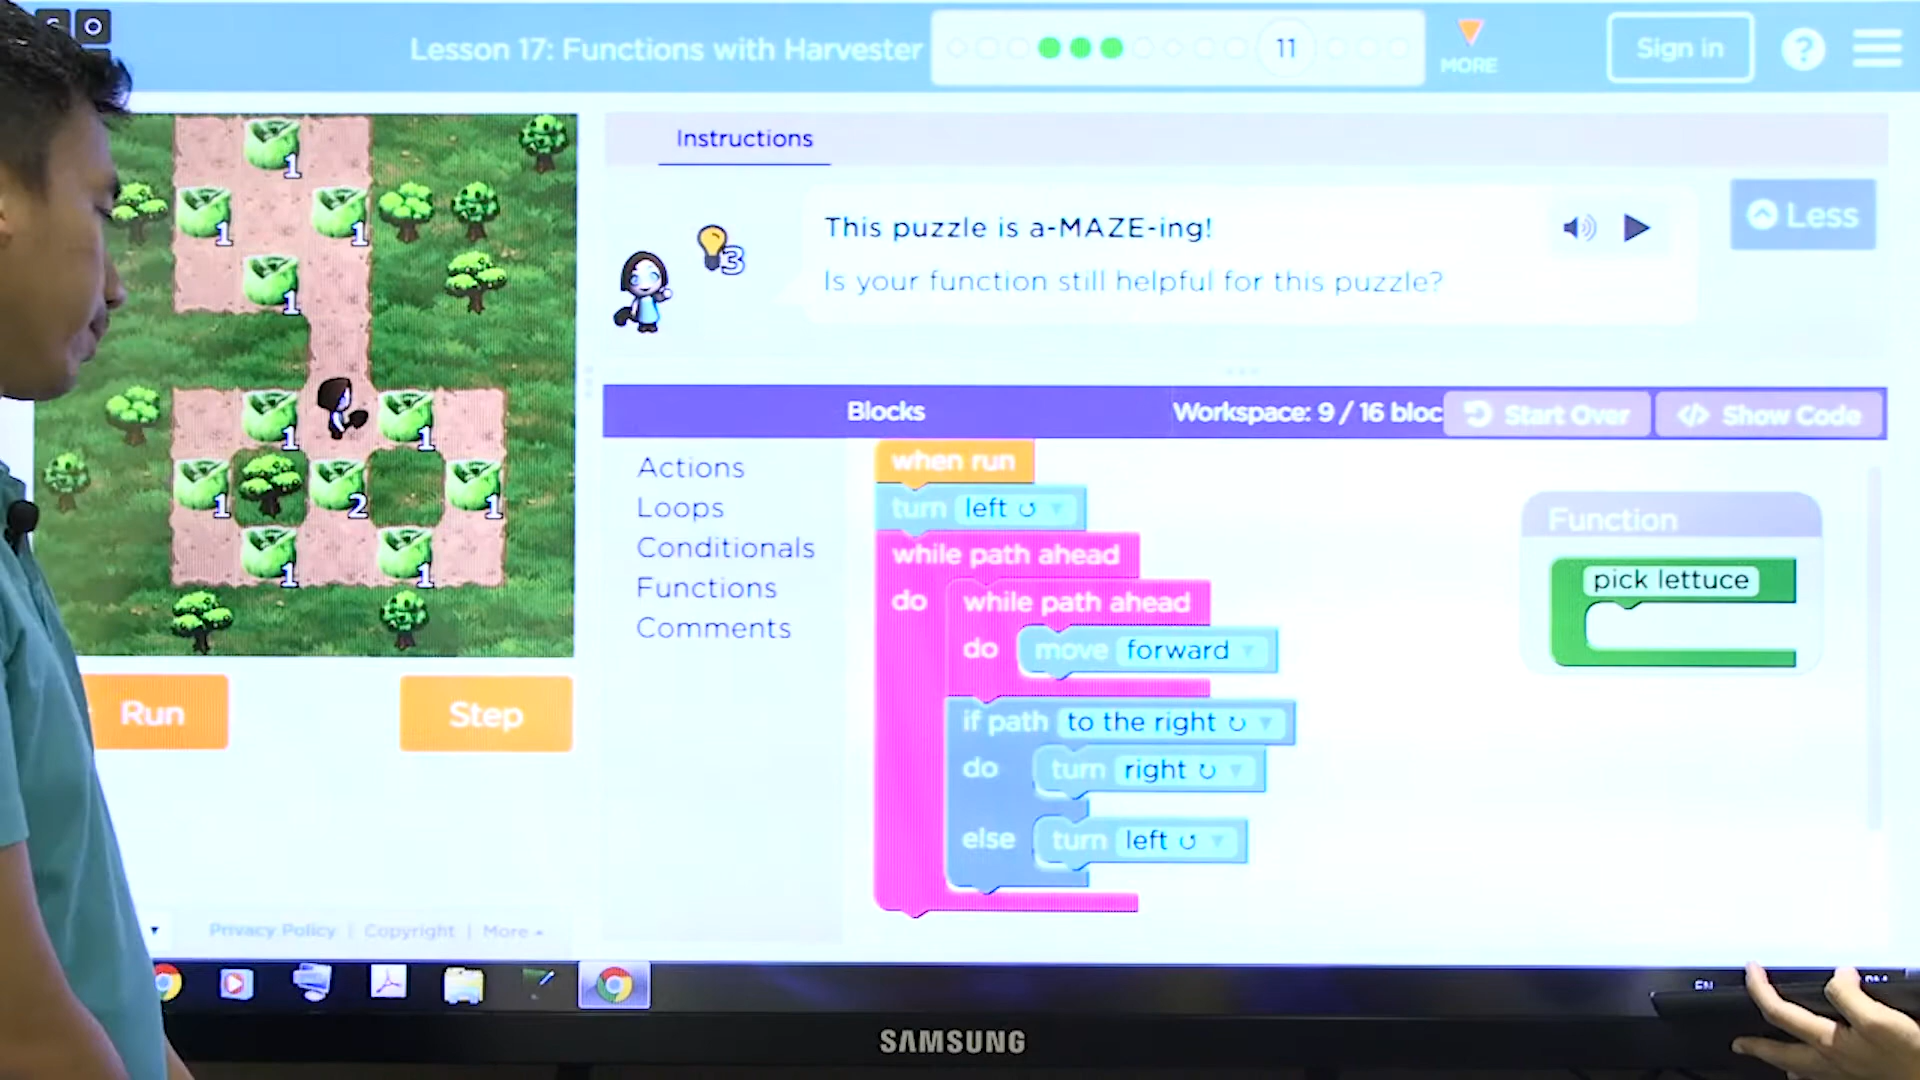 C O
Lesson 17: Functions with Harvester
11
MORE
Sign in
?
Instructions
3
This puzzle is a-MAZE-ing!
Is your function still helpful for this puzzle?
Less
Blocks
Workspace: 9 / 16 bloc
Start Over
</> Show Code
Actions
Loops
Conditionals
Functions
Comments
when run
turn left
while path ahead
do while path ahead
do move forward
if path to the right
do turn right
else turn left
Function
pick lettuce
1
1 1
1
1 1
1 2 1
1 1
Run
Step
Privacy Policy | Copyright | More
EN
SAMSUNG